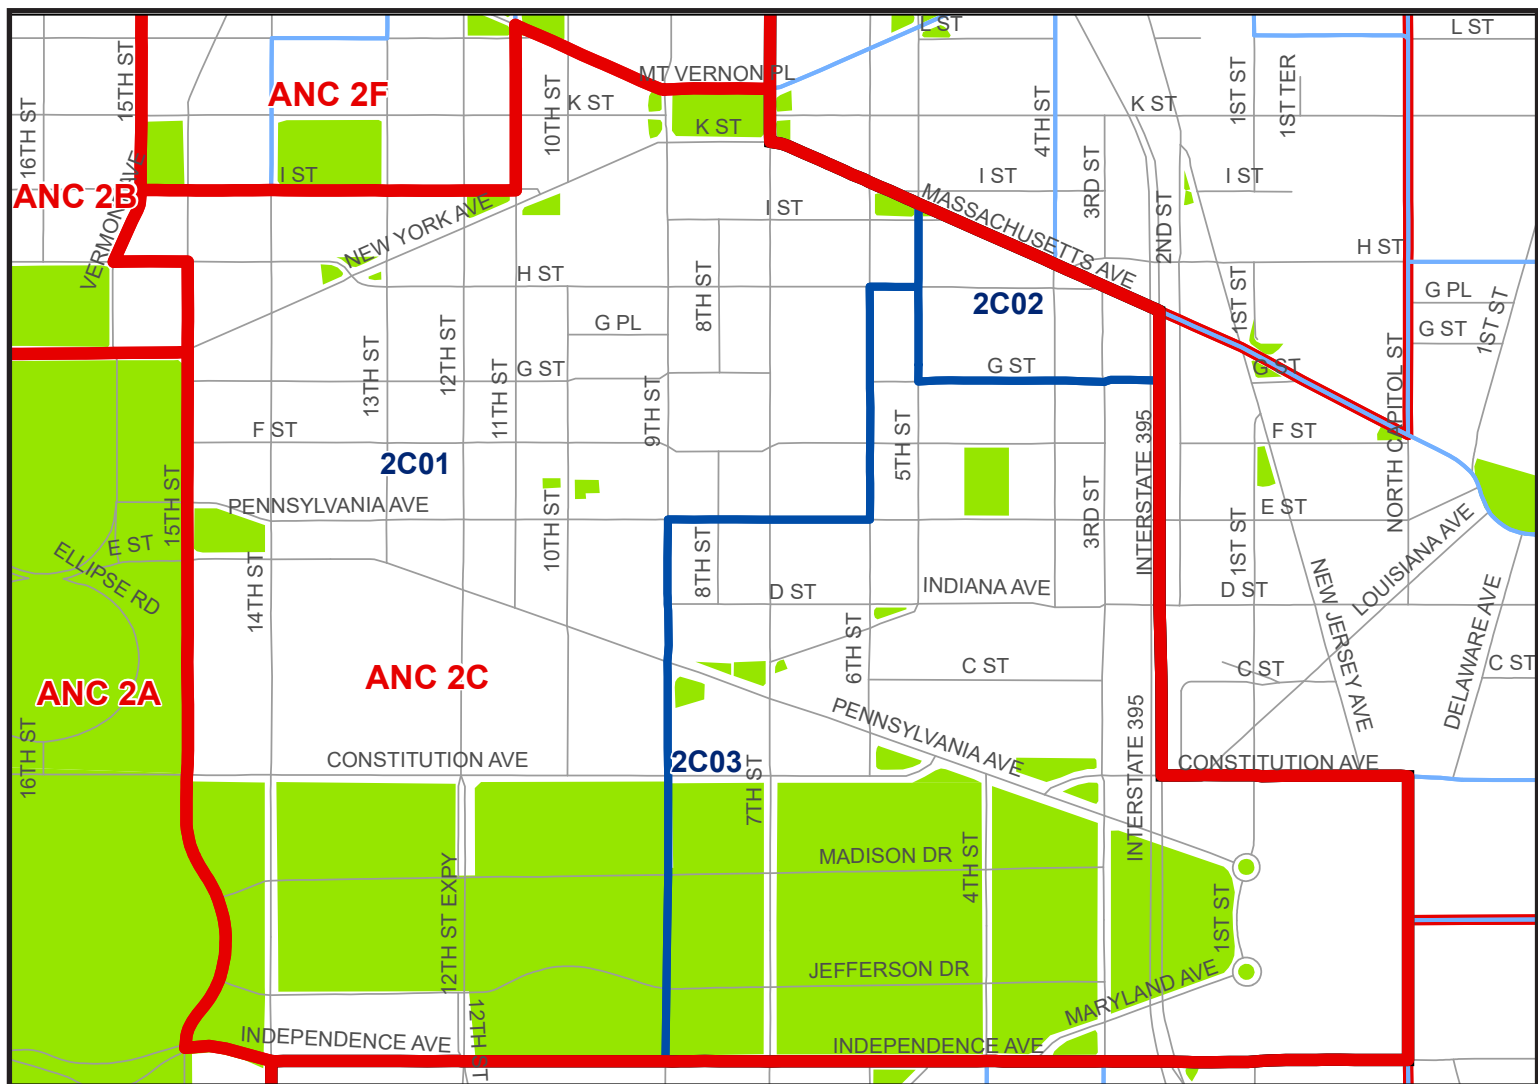 L ST
L ST
15TH ST
MT VERNON PL
1ST ST
1ST TER
ANC 2F
10TH ST
K ST
4TH ST
K ST
16TH ST
K ST
I ST
I ST
3RD ST
I ST
ANC 2B
VERMONT AVE
NEW YORK AVE
I ST
MASSACHUSETTS AVE
2ND ST
H ST
H ST
8TH ST
2C02
1ST ST
G PL
1ST ST
G PL
G ST
13TH ST
12TH ST
11TH ST
G ST
9TH ST
G ST
G ST
NORTH CAPITOL ST
F ST
5TH ST
INTERSTATE 395
F ST
2C01
15TH ST
PENNSYLVANIA AVE
10TH ST
3RD ST
E ST
E ST
ELLIPSE RD
14TH ST
8TH ST
D ST
INDIANA AVE
1ST ST
D ST
NEW JERSEY AVE
LOUISIANA AVE
DELAWARE AVE
6TH ST
C ST
C ST
C ST
ANC 2A
ANC 2C
16TH ST
CONSTITUTION AVE
2C03
7TH ST
PENNSYLVANIA AVE
INTERSTATE 395
CONSTITUTION AVE
MADISON DR
4TH ST
12TH ST EXPY
1ST ST
JEFFERSON DR
MARYLAND AVE
INDEPENDENCE AVE
12TH ST
INDEPENDENCE AVE